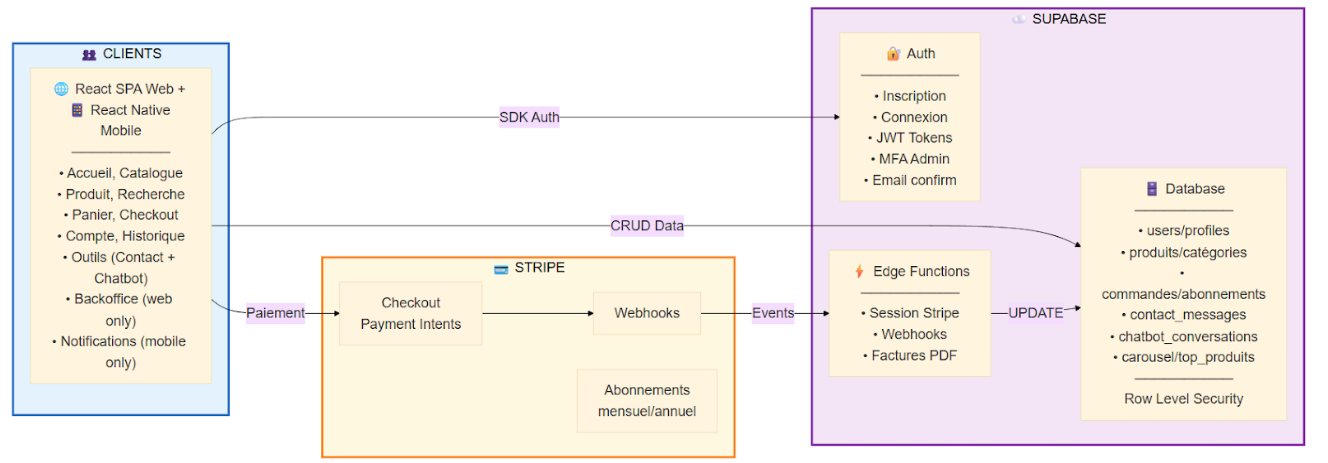 CLIENTS
React SPA Web +
React Native
Mobile
• Accueil, Catalogue
• Produit, Recherche
• Panier, Checkout
• Compte, Historique
• Outils (Contact +
Chatbot)
• Backoffice (web
only)
• Notifications (mobile
only)
SDK Auth
CRUD Data
Paiement
STRIPE
Checkout
Payment Intents
Webhooks
Abonnements
mensuel/annuel
Events
SUPABASE
Auth
• Inscription
• Connexion
• JWT Tokens
• MFA Admin
• Email confirm
Edge Functions
• Session Stripe
• Webhooks
• Factures PDF
UPDATE
Database
• users/profiles
• produits/catégories
•
commandes/abonnements
• contact_messages
• chatbot_conversations
• carousel/top_produits
Row Level Security